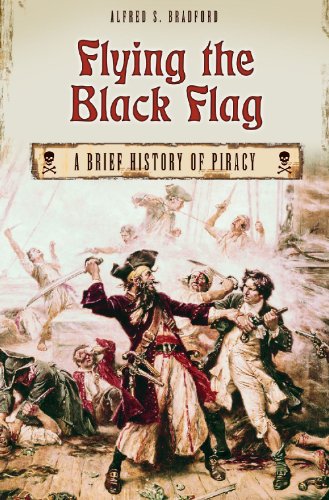 ALFRED S. BRADFORD
Flying the
Black Flag
A BRIEF HISTORY OF PIRACY